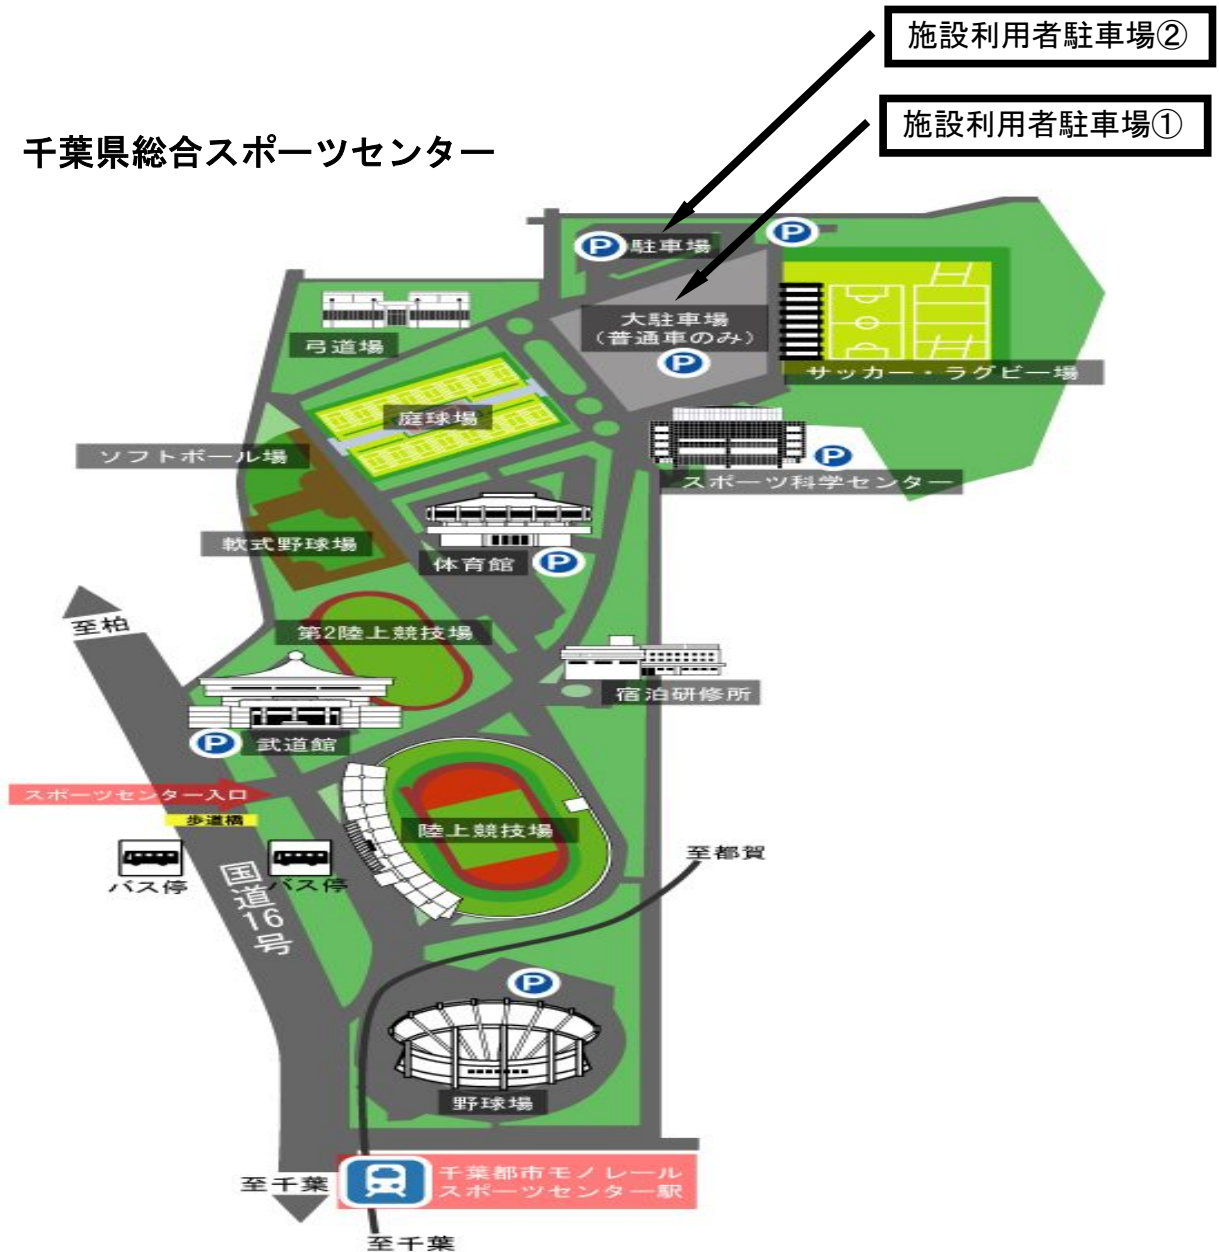 施設利用者駐車場②
施設利用者駐車場①
千葉県総合スポーツセンター
P
P
駐車場
大駐車場
(普通車のみ)
P
弓道場
サッカー・ラグビー場
庭球場
ソフトボール場
P
スポーツ科学センター
軟式野球場
体育館
P
至柏
第2陸上競技場
宿泊研修所
P
武道館
スポーツセンター入口
歩道橋
陸上競技場
至都賀
バス停
バス停
国道16号
P
野球場
千葉都市モノレール
スポーツセンター駅
至千葉
至千葉